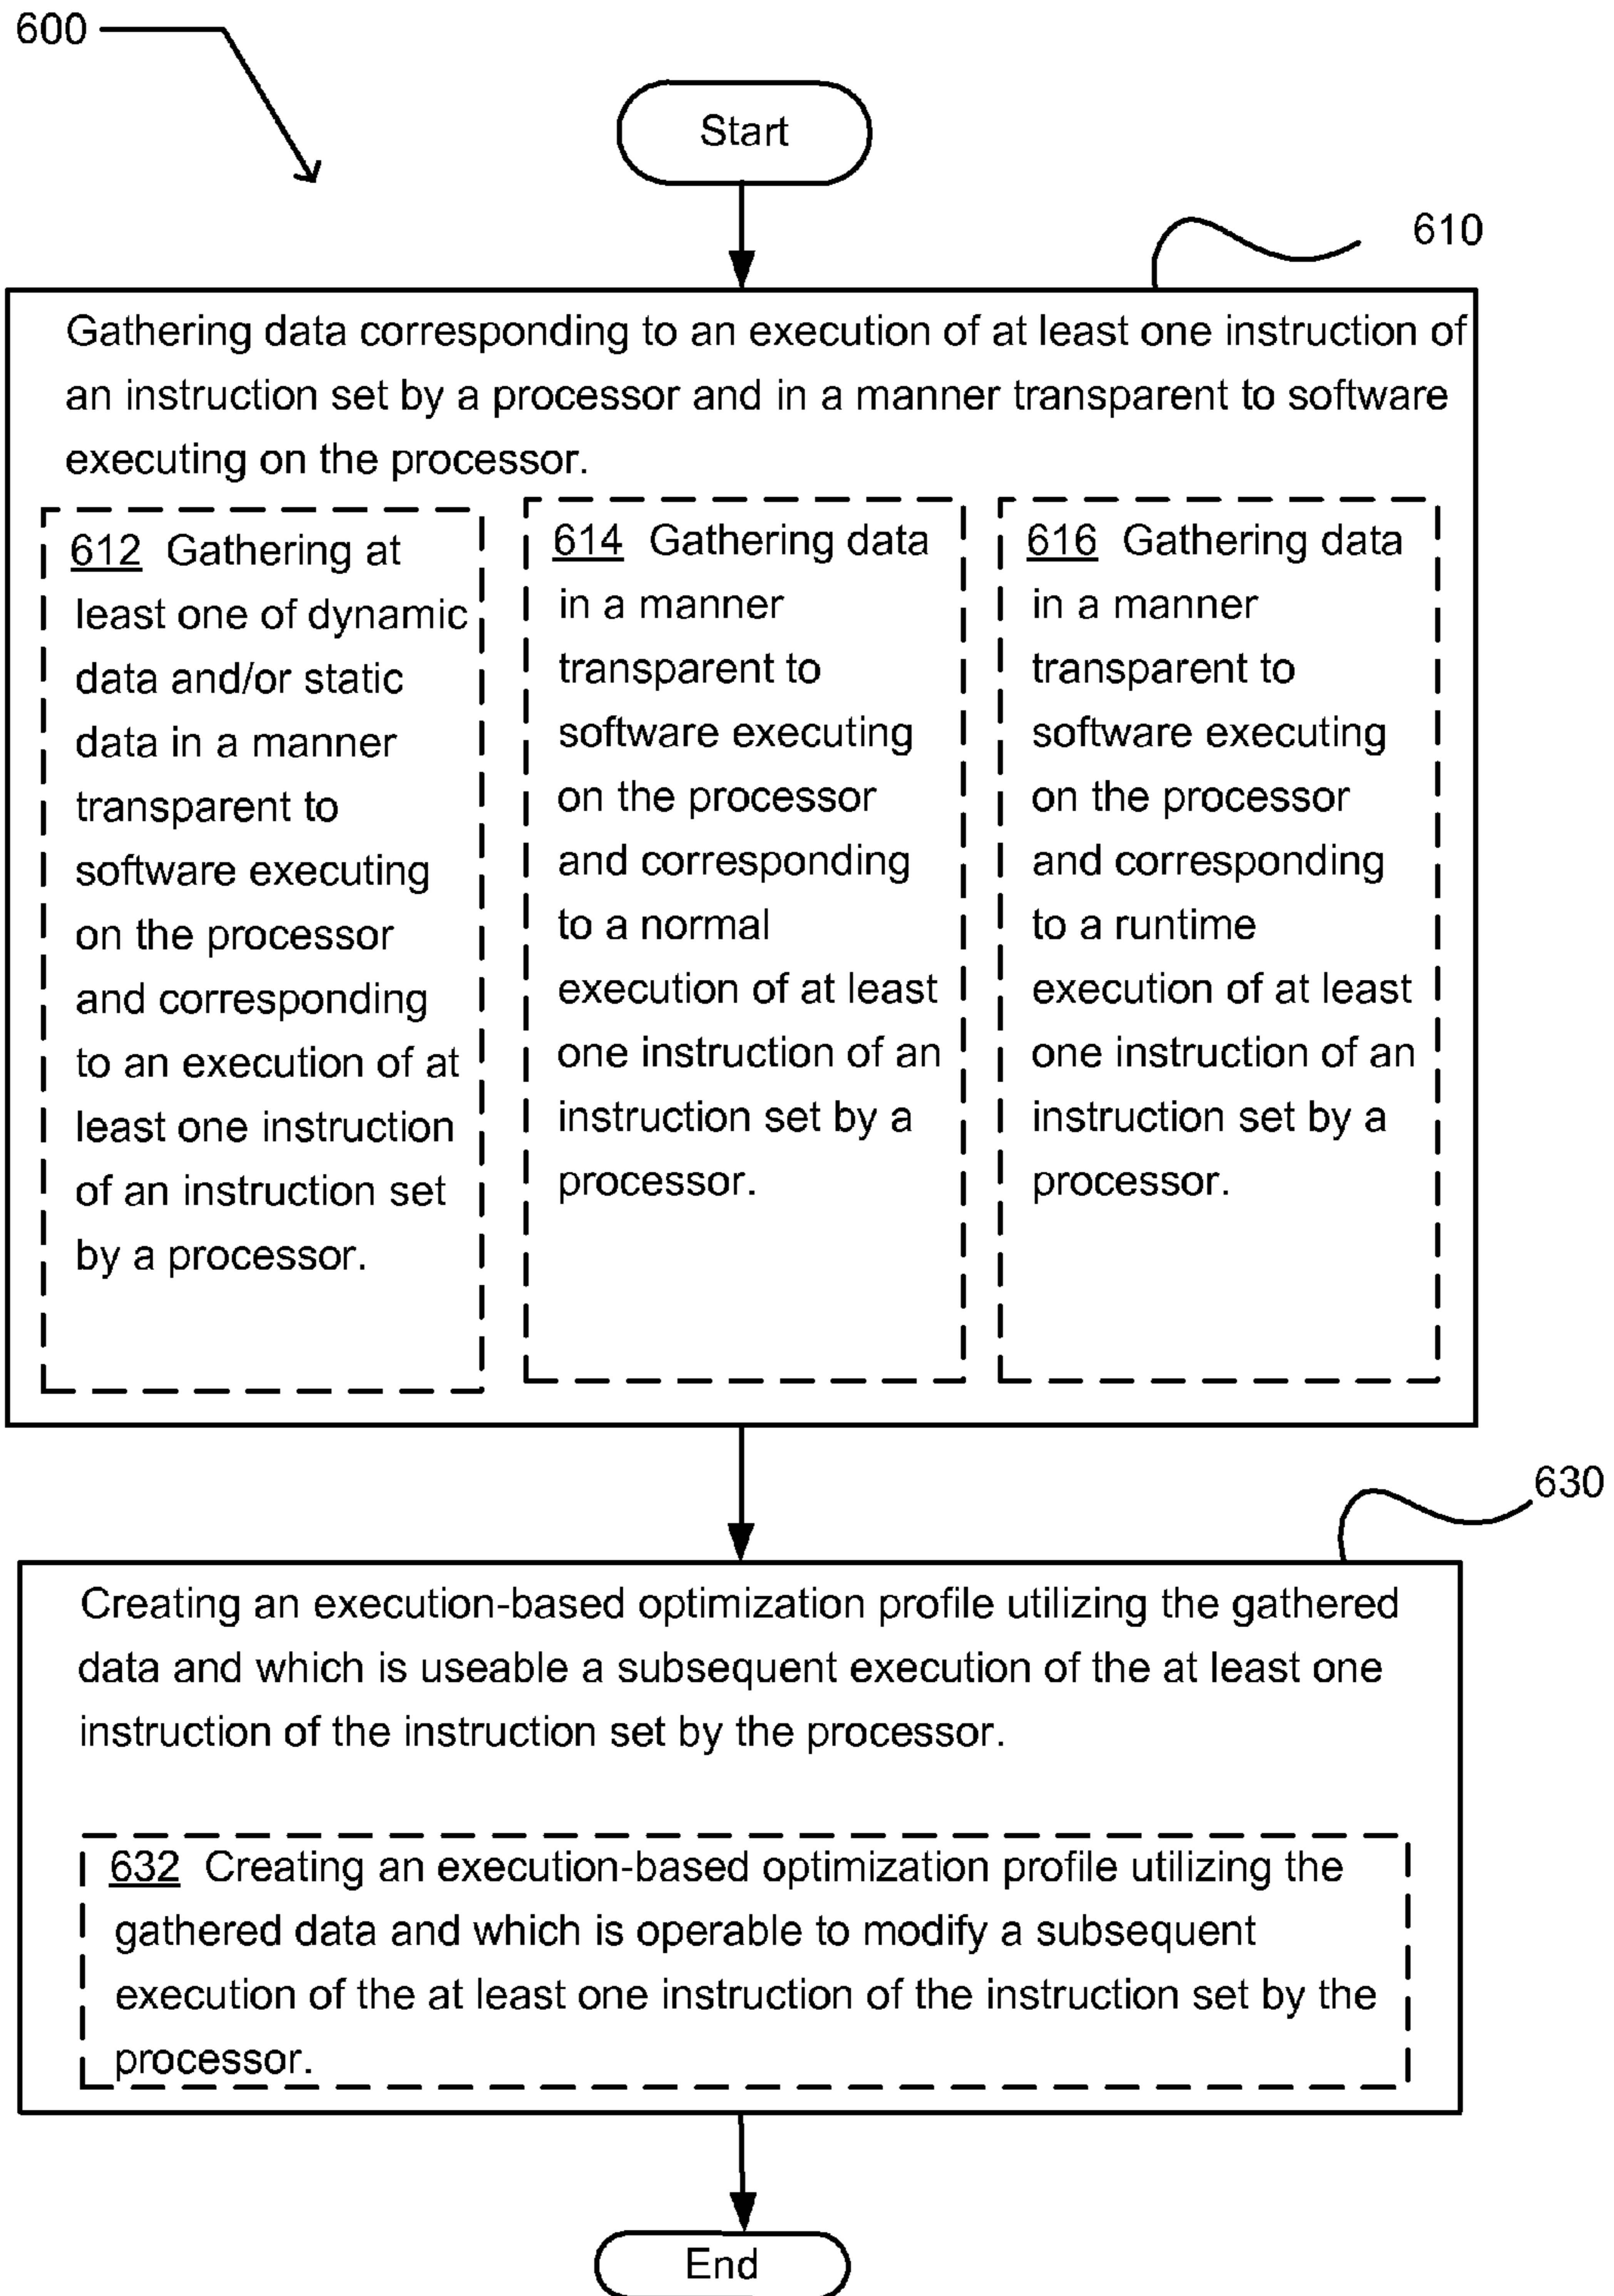 600
Start
610
Gathering data corresponding to an execution of at least one instruction of
an instruction set by a processor and in a manner transparent to software
executing on the processor.
612 Gathering at
least one of dynamic
data and/or static
data in a manner
transparent to
software executing
on the processor
and corresponding
to an execution of at
least one instruction
of an instruction set
by a processor.
614 Gathering data
in a manner
transparent to
software executing
on the processor
and corresponding
to a normal
execution of at least
one instruction of an
instruction set by a
processor.
616 Gathering data
in a manner
transparent to
software executing
on the processor
and corresponding
to a runtime
execution of at least
one instruction of an
instruction set by a
processor.
630
Creating an execution-based optimization profile utilizing the gathered
data and which is useable a subsequent execution of the at least one
instruction of the instruction set by the processor.
632 Creating an execution-based optimization profile utilizing the
gathered data and which is operable to modify a subsequent
execution of the at least one instruction of the instruction set by the
processor.
End